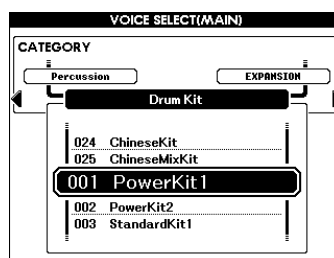 VOICE SELECT(MAIN)
CATEGORY
Percussion EXPANSION
Drum Kit
024 ChineseKit
025 ChineseMixKit
001 PowerKit1
002 PowerKit2
003 StandardKit1